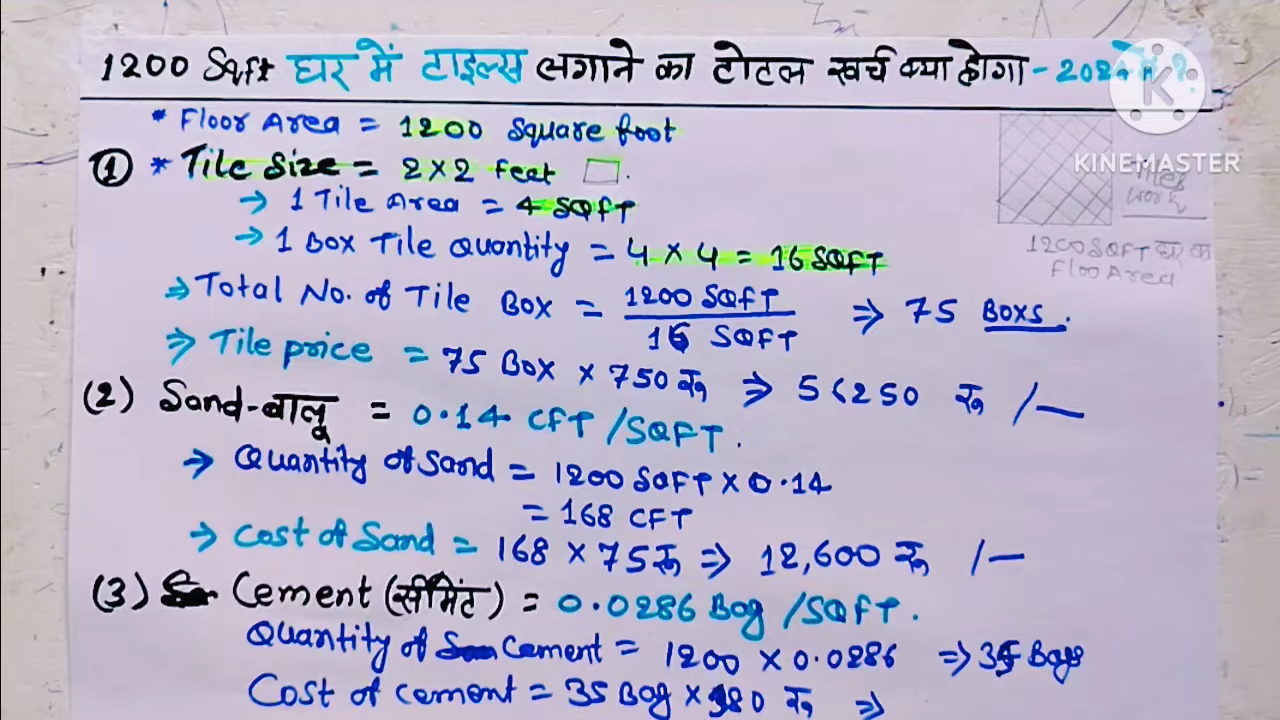 1200 Sqft घर में टाइल्स लगाने का टोटल खर्च क्या होगा -
* Floor Area = 1200 Square foot
① * Tile Size = 2×2 feet
→ 1 Tile Area = 4 SQFT
→ 1 Box Tile Quantity = 4 × 4 = 16 SQFT
⇒ Total No. of Tile Box = 1200 SQFT / 16 SQFT ⇒ 75 Boxs.
⇒ Tile price = 75 Box × 750 रू ⇒ 56250 रू /—
(2) Sand-बालू = 0.14 CFT /SQFT.
→ Quantity of Sand = 1200 SQFT × 0.14
= 168 CFT
→ Cost of Sand = 168 × 75 रू ⇒ 12,600 रू /—
(3) Cement (सीमेंट) = 0.0286 Bag /SQFT.
Quantity of Cement = 1200 × 0.0286 ⇒ 35 Bags
Cost of cement = 35 Bag × 380 रू ⇒
KINEMASTER
Tiles
work
1200 SQFT घर का
Floo Area